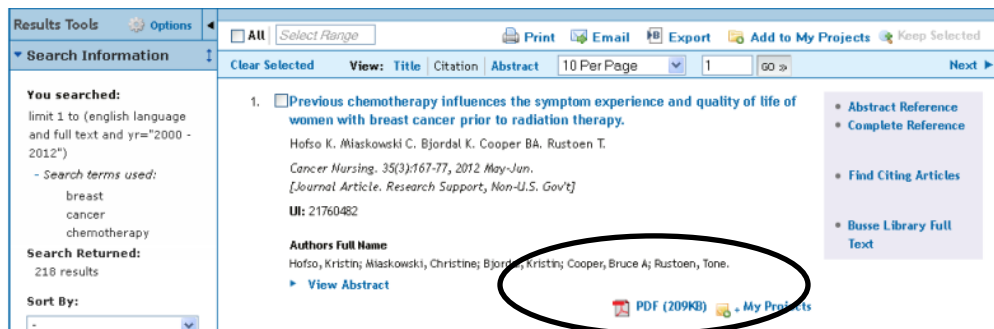 Results Tools Options
Search Information
You searched:
limit 1 to (english language
and full text and yr="2000 -
2012")
- Search terms used:
breast
cancer
chemotherapy
Search Returned:
218 results
Sort By:
-
All Select Range Print Email Export Add to My Projects Keep Selected
Clear Selected View: Title Citation Abstract 10 Per Page 1 GO » Next
1. Previous chemotherapy influences the symptom experience and quality of life of
women with breast cancer prior to radiation therapy.
Hofso K. Miaskowski C. Bjordal K. Cooper BA. Rustoen T.
Cancer Nursing. 35(3):167-77, 2012 May-Jun.
[Journal Article. Research Support, Non-U.S. Gov't]
UI: 21760482
Authors Full Name
Hofso, Kristin; Miaskowski, Christine; Bjordal, Kristin; Cooper, Bruce A; Rustoen, Tone.
View Abstract
PDF (209KB) + My Projects
Abstract Reference
Complete Reference
Find Citing Articles
Busse Library Full
Text